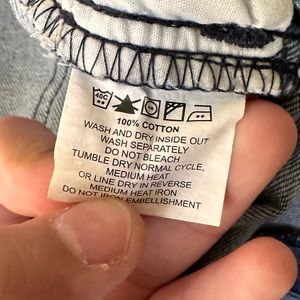 40C
100% COTTON
WASH AND DRY INSIDE OUT
WASH SEPARATELY
DO NOT BLEACH
TUMBLE DRY NORMAL CYCLE,
MEDIUM HEAT
OR LINE DRY IN REVERSE
MEDIUM HEAT IRON
DO NOT IRON EMBELLISHMENT